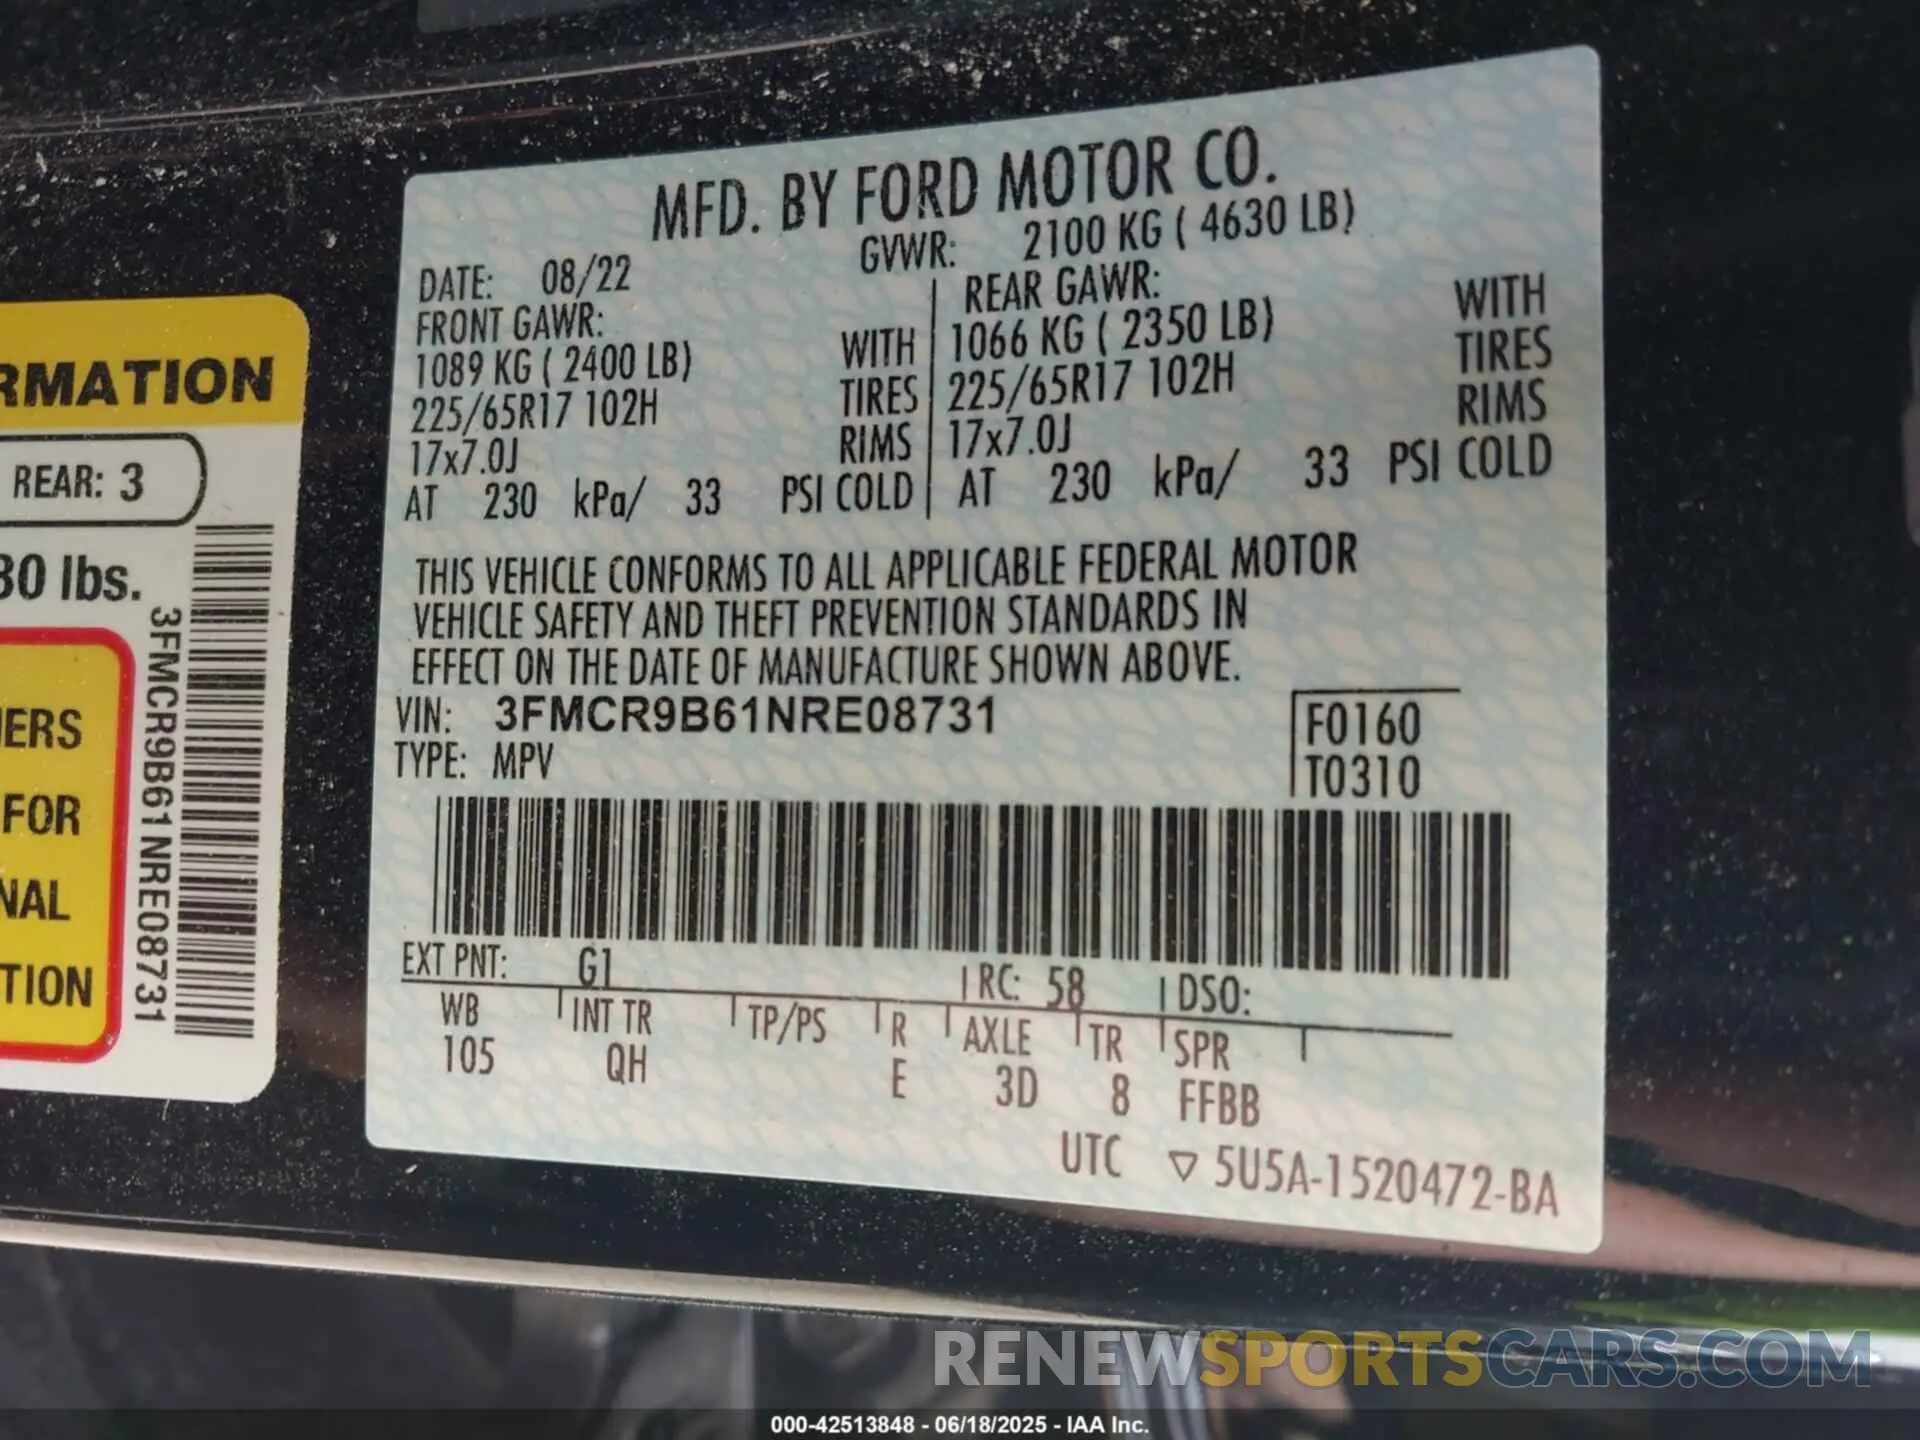 RMATION
REAR: 3
30 lbs.
3FMCR9B61NRE08731
IERS
FOR
NAL
TION
MFD. BY FORD MOTOR CO.
DATE: 08/22 GVWR: 2100 KG ( 4630 LB)
FRONT GAWR: REAR GAWR:
1089 KG ( 2400 LB) WITH 1066 KG ( 2350 LB) WITH
225/65R17 102H TIRES 225/65R17 102H TIRES
17x7.0J RIMS 17x7.0J RIMS
AT 230 kPa/ 33 PSI COLD AT 230 kPa/ 33 PSI COLD
THIS VEHICLE CONFORMS TO ALL APPLICABLE FEDERAL MOTOR
VEHICLE SAFETY AND THEFT PREVENTION STANDARDS IN
EFFECT ON THE DATE OF MANUFACTURE SHOWN ABOVE.
VIN: 3FMCR9B61NRE08731 F0160
TYPE: MPV T0310
EXT PNT: G1 RC: 58 DSO:
WB INT TR TP/PS R AXLE TR SPR
105 QH E 3D 8 FFBB
UTC ▽ 5U5A-1520472-BA
RENEWSPORTSCARS.COM
000-42513848 - 06/18/2025 - IAA Inc.